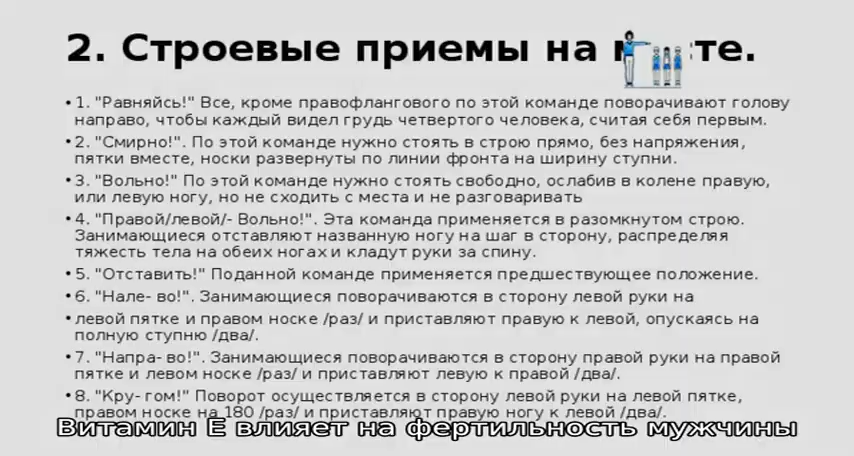 2. Строевые приемы на
• 1. "Равняйсь!" Все, кроме правофлангового по этой команде поворачивают голову
направо, чтобы каждый видел грудь четвертого человека, считая себя первым.
• 2. "Смирно!". По этой команде нужно стоять в строю прямо, без напряжения,
пятки вместе, носки развернуты по линии фронта на ширину ступни.
• 3. "Вольно!" По этой команде нужно стоять свободно, ослабив в колене правую,
или левую ногу, но не сходить с места и не разговаривать
• 4. "Правой/левой/- Вольно!". Эта команда применяется в разомкнутом строю.
Занимающиеся отставляют названную ногу на шаг в сторону, распределяя
тяжесть тела на обеих ногах и кладут руки за спину.
• 5. "Отставить!" Поданной команде применяется предшествующее положение.
• 6. "Нале- во!". Занимающиеся поворачиваются в сторону левой руки на
• левой пятке и правом носке /раз/ и приставляют правую к левой, опускаясь на
полную ступню /два/.
• 7. "Напра- во!". Занимающиеся поворачиваются в сторону правой руки на правой
пятке и левом носке /раз/ и приставляют левую к правой /два/.
• 8. "Кру- гом!" Поворот осуществляется в сторону левой руки на левой пятке,
правом носке на 180 /раз/ и приставляют правую ногу к левой /два/.
Витамин Е влияет на фертильность мужчины